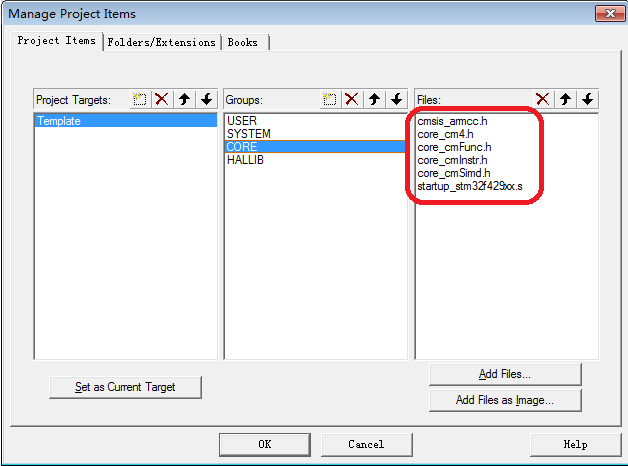 Manage Project Items
Project Items Folders/Extensions Books
Project Targets: Groups: Files:
Template
USER
SYSTEM
CORE
HALLIB
cmsis_armcc.h
core_cm4.h
core_cmFunc.h
core_cmInstr.h
core_cmSimd.h
startup_stm32f429xx.s
Set as Current Target
Add Files...
Add Files as Image...
OK Cancel Help